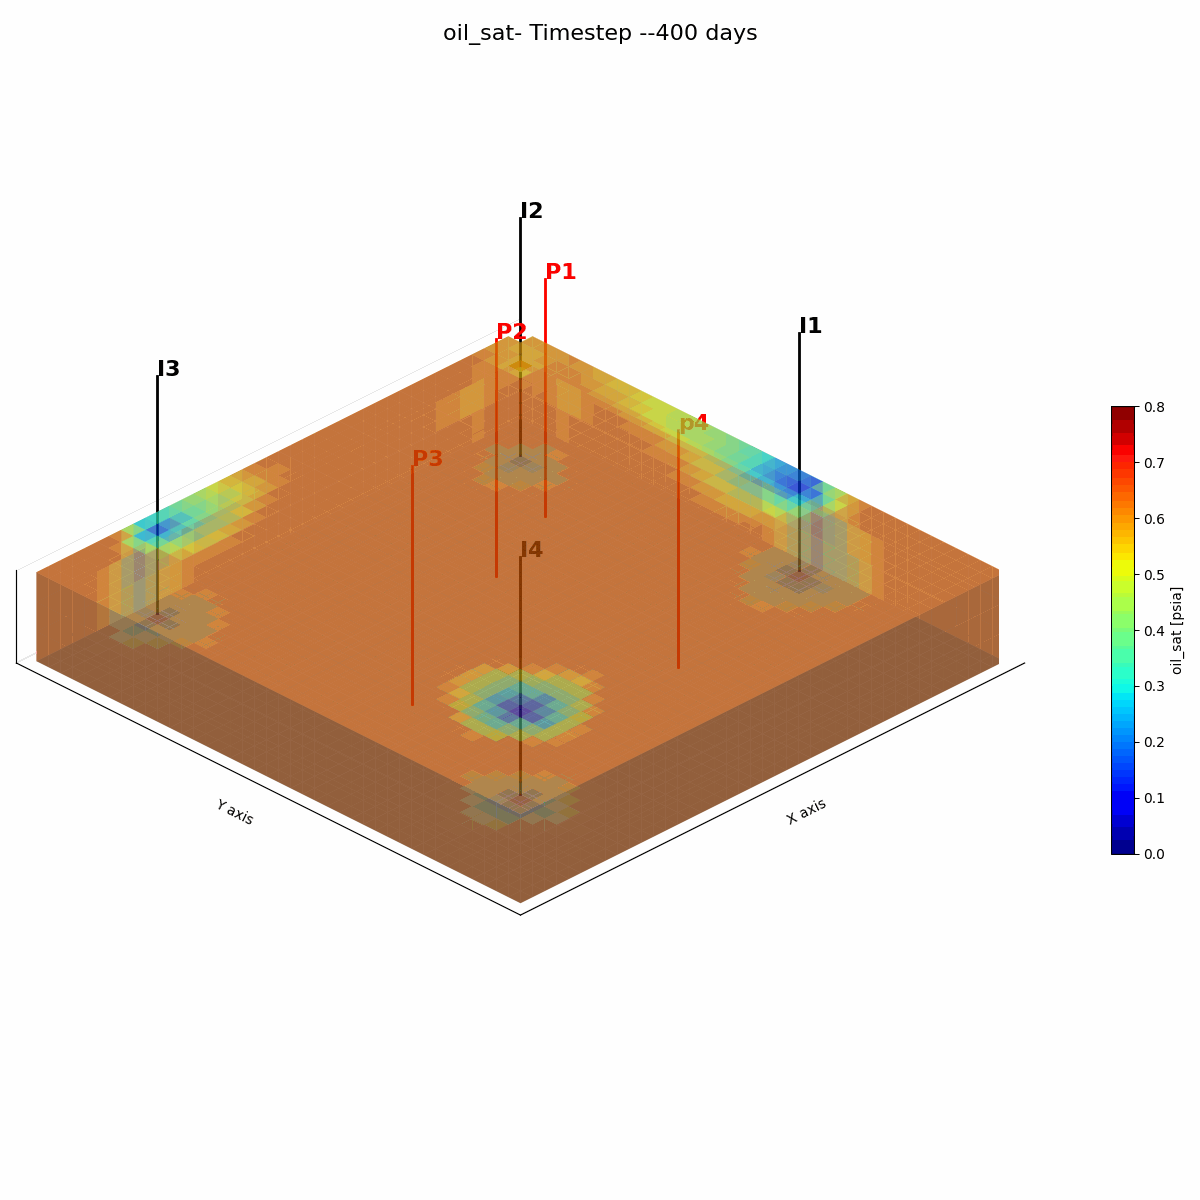 oil_sat- Timestep --400 days
I2
P1
I1
P2
I3
p4
P3
I4
0.8
0.7
0.6
0.5
0.4
0.3
0.2
0.1
0.0
oil_sat [psia]
Y axis
X axis